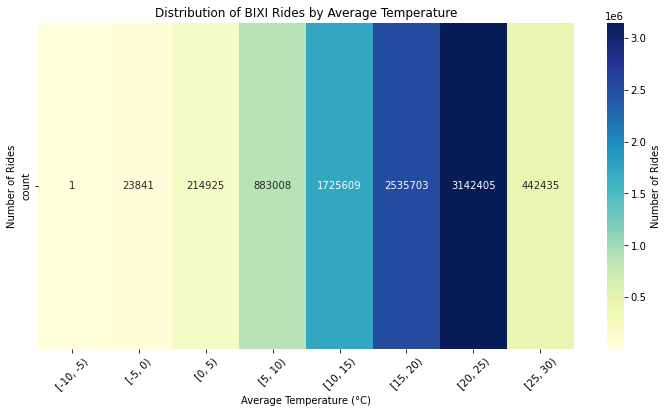 Distribution of BIXI Rides by Average Temperature
1e6
Number of Rides
count
1 23841 214925 883008 1725609 2535703 3142405 442435
[-10, -5) [-5, 0) [0, 5) [5, 10) [10, 15) [15, 20) [20, 25) [25, 30)
Average Temperature (°C)
3.0
2.5
2.0
1.5
1.0
0.5
Number of Rides